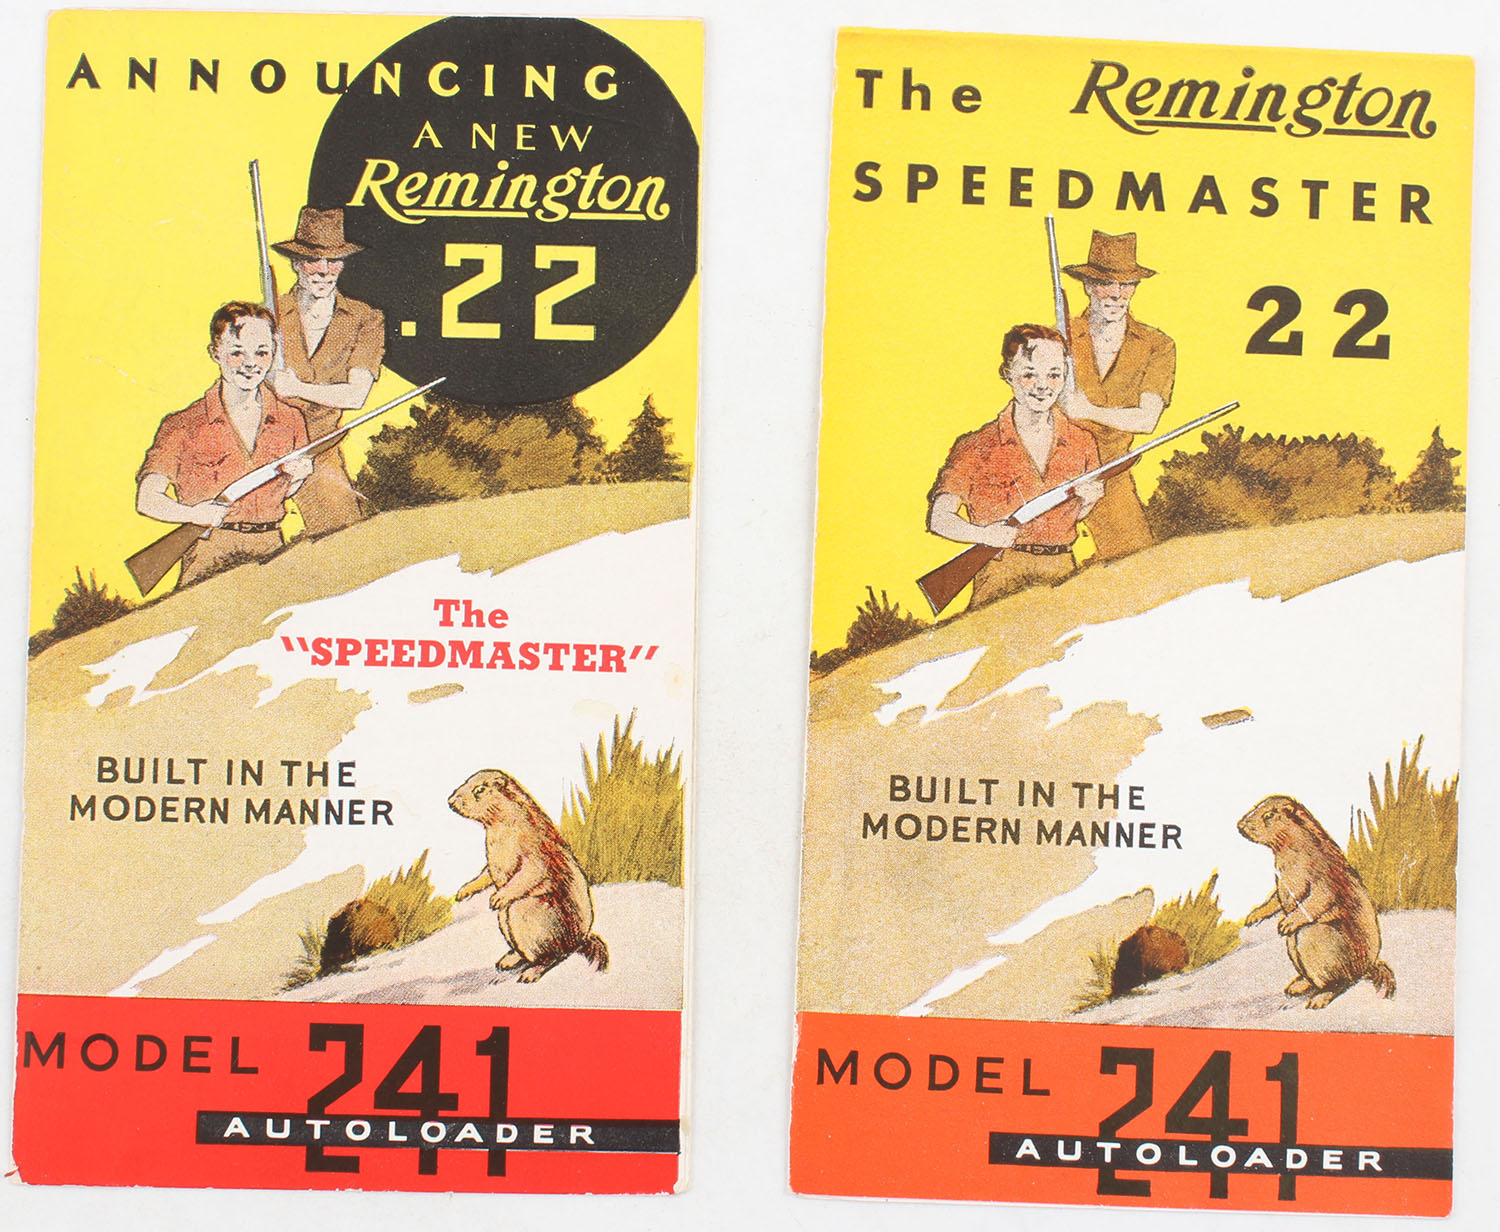 ANNOUNCING
A NEW
Remington
.22
The
"SPEEDMASTER"
BUILT IN THE
MODERN MANNER
MODEL 241
AUTOLOADER
The Remington
SPEEDMASTER
22
BUILT IN THE
MODERN MANNER
MODEL 241
AUTOLOADER